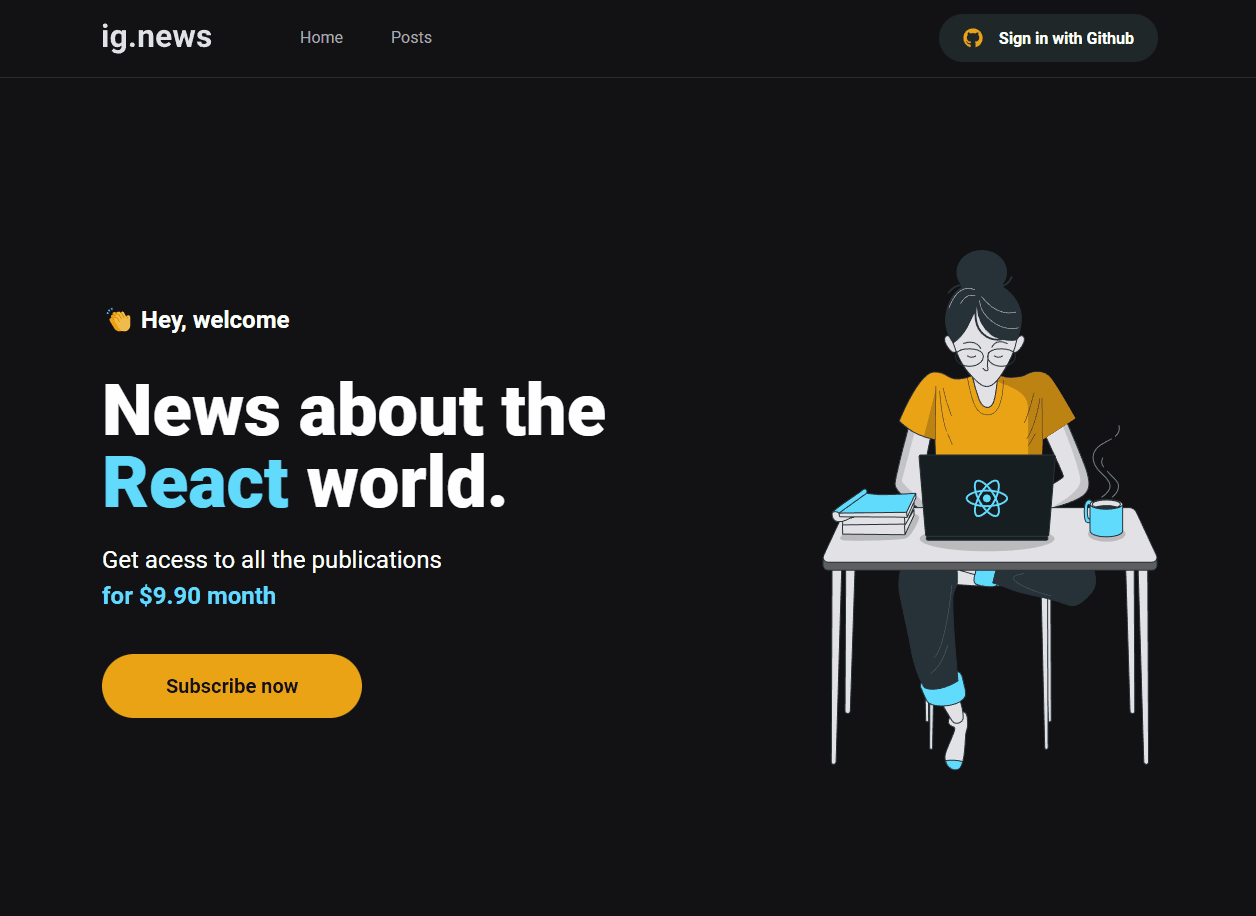 ig.news
Home
Posts
Sign in with Github
👏 Hey, welcome
News about the
React world.
Get acess to all the publications
for $9.90 month
Subscribe now